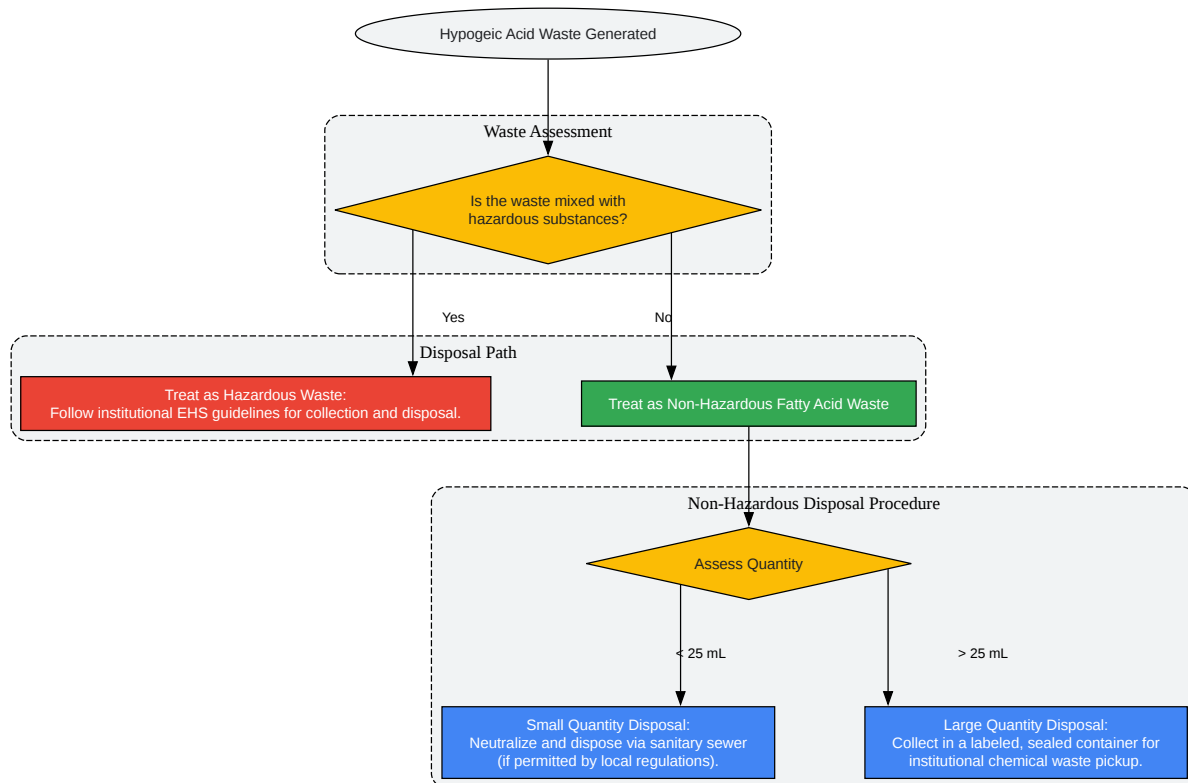 Hypogeic Acid Waste Generated
Waste Assessment
Is the waste mixed with
hazardous substances?
Yes
No
Disposal Path
Treat as Hazardous Waste:
Follow institutional EHS guidelines for collection and disposal.
Treat as Non-Hazardous Fatty Acid Waste
Non-Hazardous Disposal Procedure
Assess Quantity
< 25 mL
> 25 mL
Small Quantity Disposal:
Neutralize and dispose via sanitary sewer
(if permitted by local regulations).
Large Quantity Disposal:
Collect in a labeled, sealed container for
institutional chemical waste pickup.